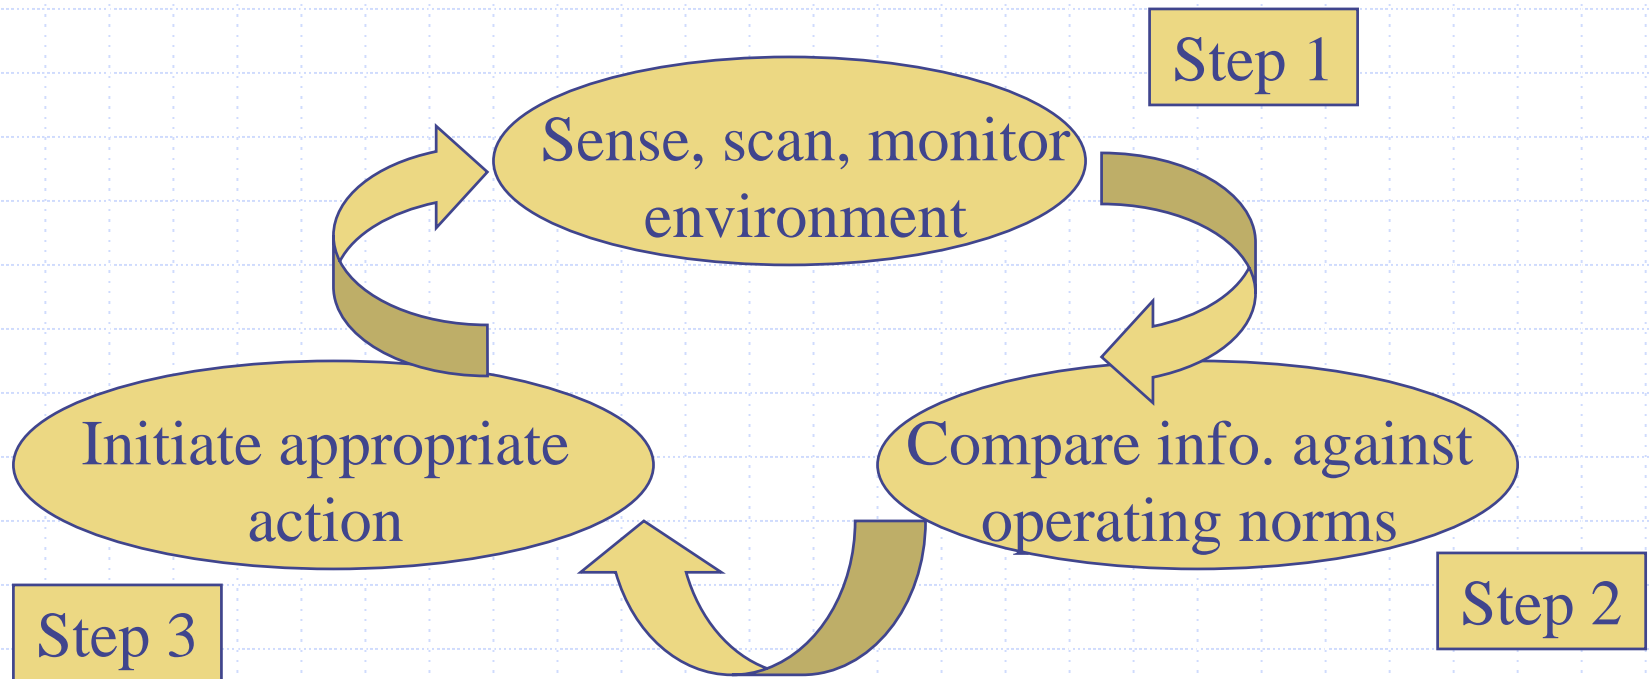 Step 1
Sense, scan, monitor
environment
Initiate appropriate
action
Compare info. against
operating norms
Step 2
Step 3